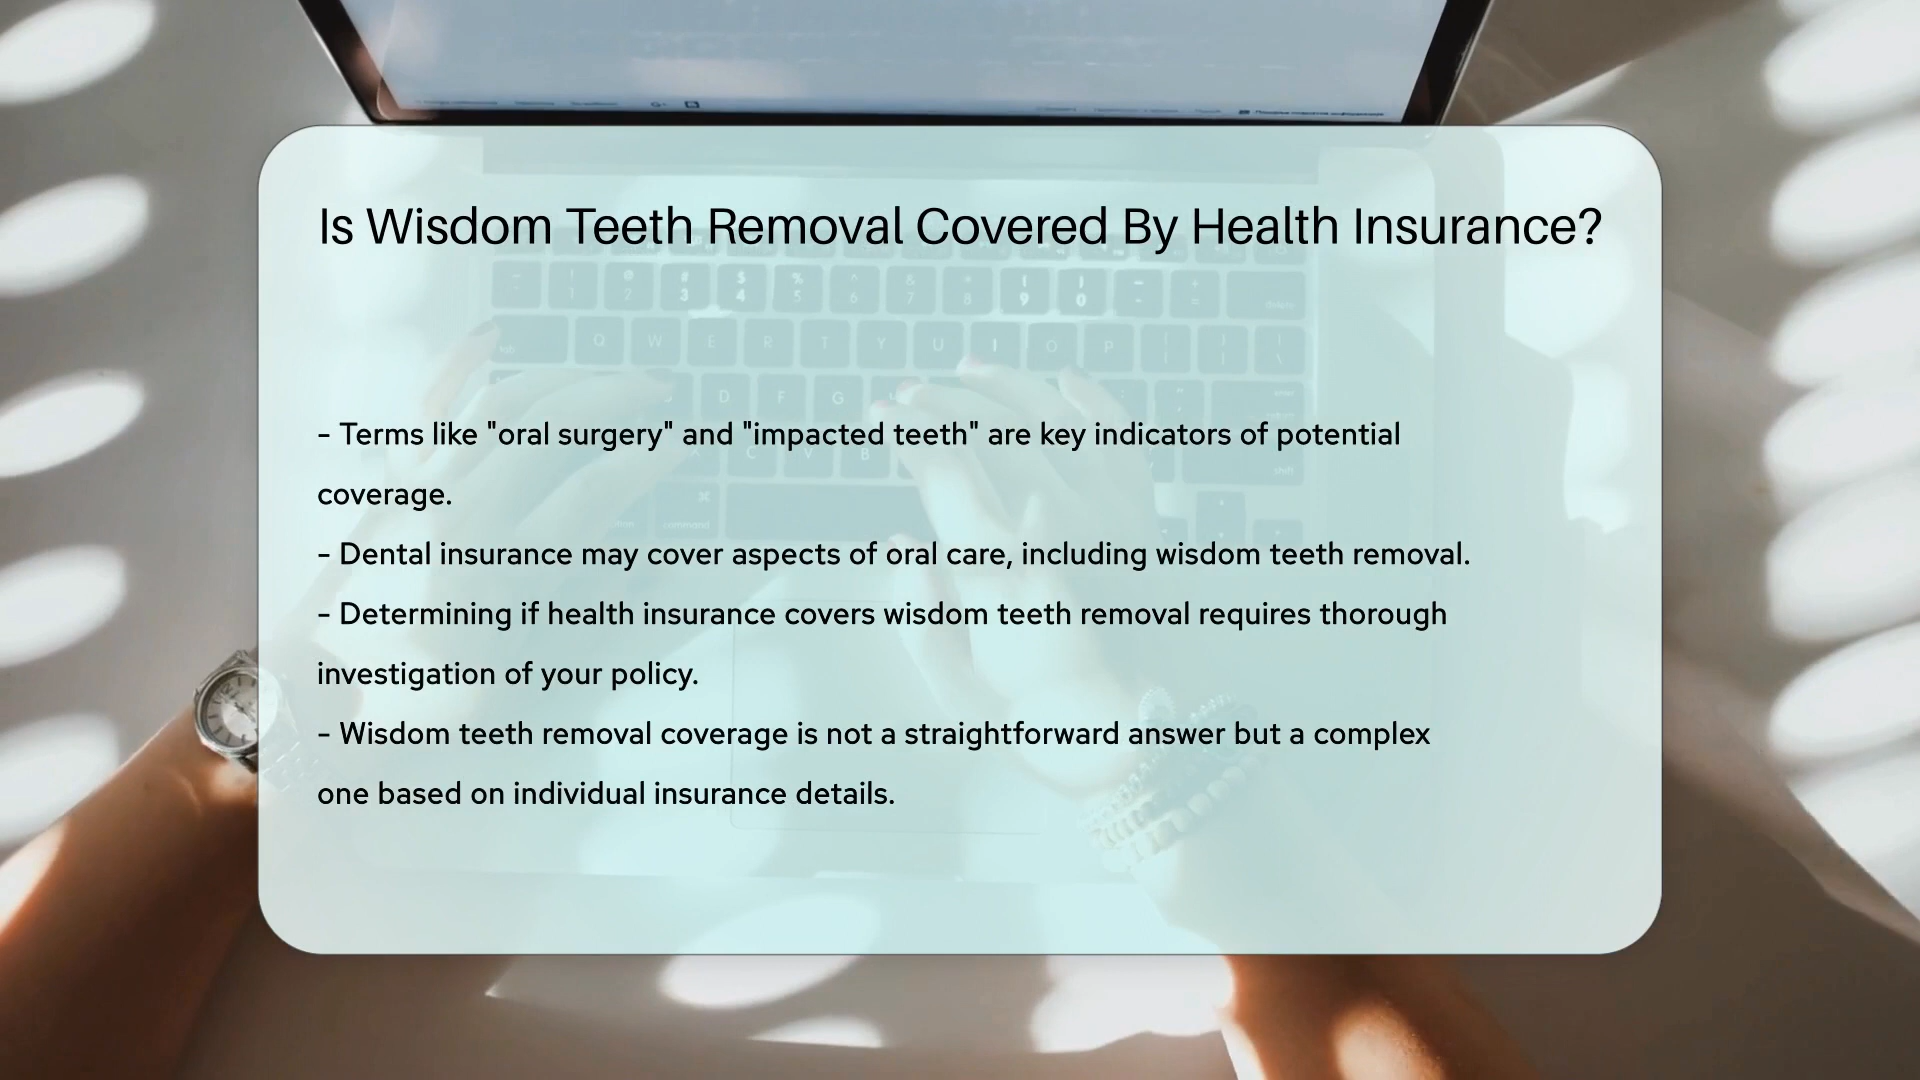 Is Wisdom Teeth Removal Covered By Health Insurance?
- Terms like "oral surgery" and "impacted teeth" are key indicators of potential
coverage.
- Dental insurance may cover aspects of oral care, including wisdom teeth removal.
- Determining if health insurance covers wisdom teeth removal requires thorough
investigation of your policy.
- Wisdom teeth removal coverage is not a straightforward answer but a complex
one based on individual insurance details.